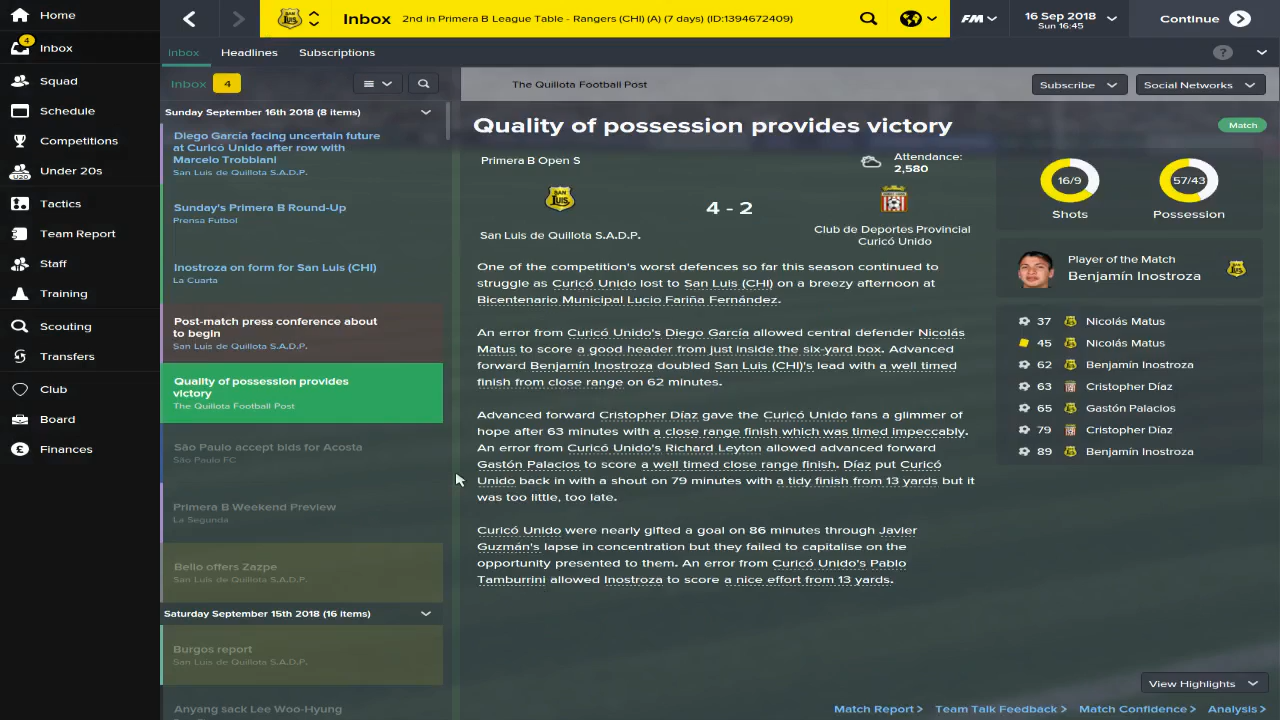 Home
4
Inbox
Squad
Schedule
Competitions
U20
Under 20s
Tactics
Team Report
Staff
Training
Scouting
Transfers
Club
Board
£
Finances
Inbox 2nd in Primera B League Table - Rangers (CHI) (A) (7 days) (ID:1394672409)
FM
16 Sep 2018
Sun 16:45
Continue
Inbox Headlines Subscriptions
?
Inbox 4
Sunday September 16th 2018 (8 items)
Diego García facing uncertain future
at Curicó Unido after row with
Marcelo Trobbiani
San Luis de Quillota S.A.D.P.
Sunday's Primera B Round-Up
Prensa Futbol
Inostroza on form for San Luis (CHI)
La Cuarta
Post-match press conference about
to begin
San Luis de Quillota S.A.D.P.
Quality of possession provides
victory
The Quillota Football Post
São Paulo accept bids for Acosta
São Paulo FC
Primera B Weekend Preview
La Segunda
Bello offers Zazpe
San Luis de Quillota S.A.D.P.
Saturday September 15th 2018 (16 items)
Burgos report
San Luis de Quillota S.A.D.P.
Anyang sack Lee Woo-Hyung
The Quillota Football Post
Subscribe
Social Networks
Quality of possession provides victory
Match
Primera B Open S
Attendance:
2,580
SAN LUIS
4 - 2
San Luis de Quillota S.A.D.P.
Club de Deportes Provincial
Curicó Unido
One of the competition's worst defences so far this season continued to
struggle as Curicó Unido lost to San Luis (CHI) on a breezy afternoon at
Bicentenario Municipal Lucio Fariña Fernández.
An error from Curicó Unido's Diego García allowed central defender Nicolás
Matus to score a good header from just inside the six-yard box. Advanced
forward Benjamín Inostroza doubled San Luis (CHI)'s lead with a well timed
finish from close range on 62 minutes.
Advanced forward Cristopher Díaz gave the Curicó Unido fans a glimmer of
hope after 63 minutes with a close range finish which was timed impeccably.
An error from Curicó Unido's Richard Leyton allowed advanced forward
Gastón Palacios to score a well timed close range finish. Díaz put Curicó
Unido back in with a shout on 79 minutes with a tidy finish from 13 yards but it
was too little, too late.
Curicó Unido were nearly gifted a goal on 86 minutes through Javier
Guzmán's lapse in concentration but they failed to capitalise on the
opportunity presented to them. An error from Curicó Unido's Pablo
Tamburrini allowed Inostroza to score a nice effort from 13 yards.
16/9
Shots
57/43
Possession
Player of the Match
Benjamín Inostroza
37 Nicolás Matus
45 Nicolás Matus
62 Benjamín Inostroza
63 Cristopher Díaz
65 Gastón Palacios
79 Cristopher Díaz
89 Benjamín Inostroza
View Highlights
Match Report> Team Talk Feedback > Match Confidence> Analysis>